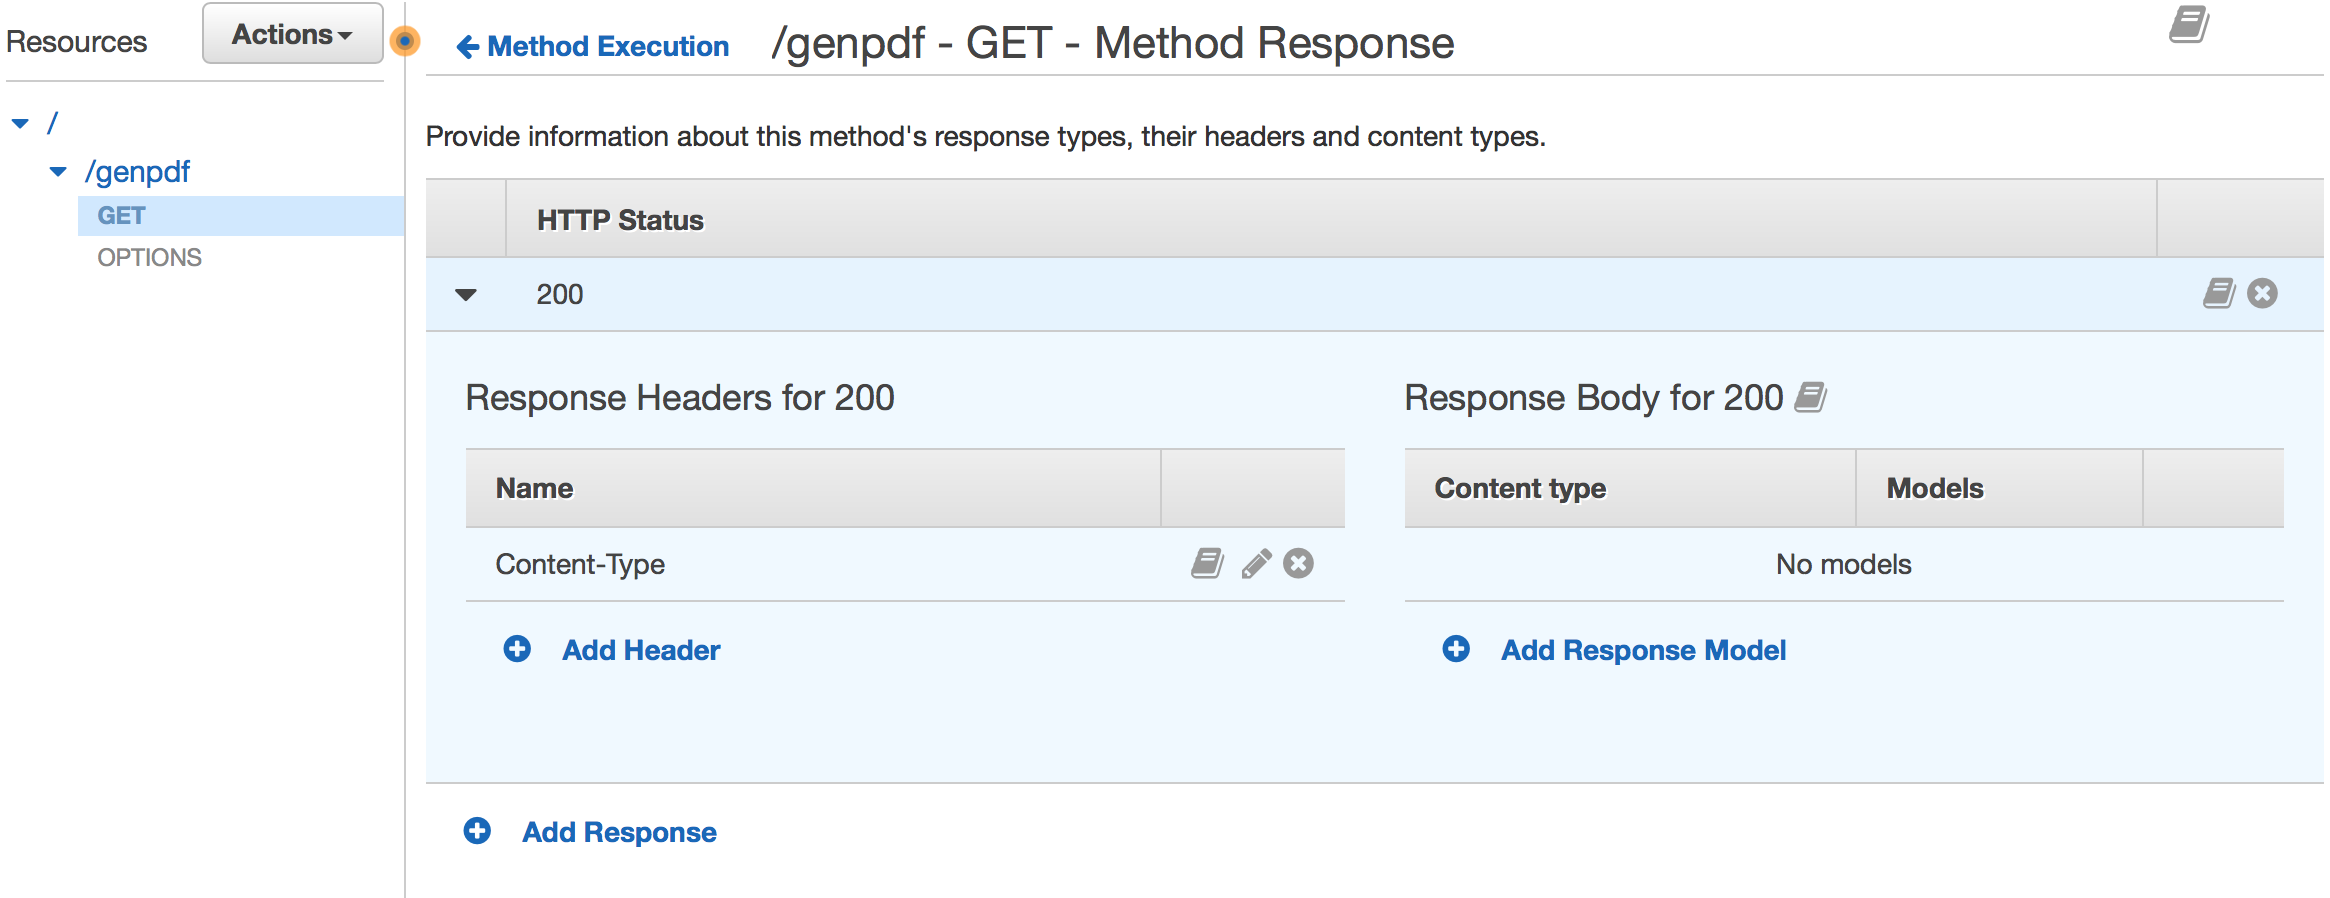 Resources
Actions
Method Execution
/genpdf - GET - Method Response
/
/genpdf
GET
OPTIONS
Provide information about this method's response types, their headers and content types.
HTTP Status
200
Response Headers for 200
Name
Content-Type
Add Header
Response Body for 200
Content type Models
No models
Add Response Model
Add Response